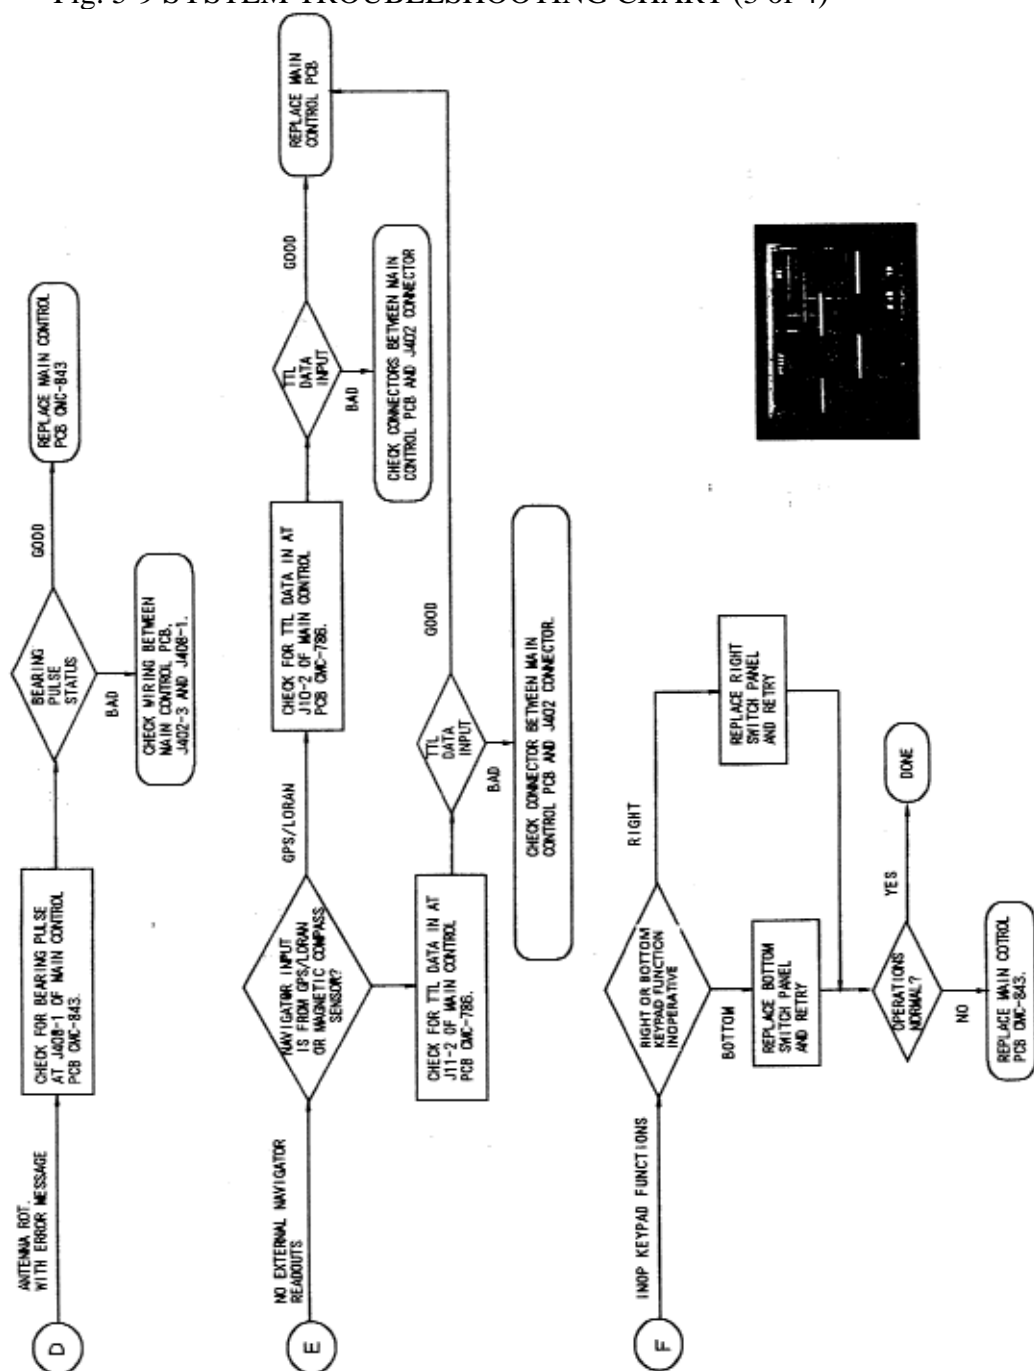 Fig. 5-9 SYSTEM TROUBLESHOOTING CHART (3 of 4)
D
ANTENNA ROT.
WITH ERROR MESSAGE
CHECK FOR BEARING PULSE
AT J408-1 OF MAIN CONTROL
PCB CMC-843.
BEARING
PULSE
STATUS
GOOD
REPLACE MAIN CONTROL
PCB CMC-843
BAD
CHECK WIRING BETWEEN
MAIN CONTROL PCB,
J402-3 AND J408-1.
E
NO EXTERNAL NAVIGATOR
READOUTS
NAVIGATOR INPUT
IS FROM GPS/LORAN
OR MAGNETIC COMPASS
SENSOR?
GPS/LORAN
CHECK FOR TTL DATA IN AT
J10-2 OF MAIN CONTROL
PCB CMC-786.
TTL
DATA
INPUT
GOOD
REPLACE MAIN
CONTROL PCB
BAD
CHECK CONNECTORS BETWEEN MAIN
CONTROL PCB AND J402 CONNECTOR
CHECK FOR TTL DATA IN AT
J11-2 OF MAIN CONTROL
PCB CMC-786.
TTL
DATA
INPUT
GOOD
BAD
CHECK CONNECTOR BETWEEN MAIN
CONTROL PCB AND J402 CONNECTOR.
F
INOP KEYPAD FUNCTIONS
RIGHT OR BOTTOM
KEYPAD FUNCTION
INOPERATIVE
RIGHT
REPLACE RIGHT
SWITCH PANEL
AND RETRY
BOTTOM
REPLACE BOTTOM
SWITCH PANEL
AND RETRY
OPERATIONS
NORMAL?
YES
DONE
NO
REPLACE MAIN COTROL
PCB CMC-843.